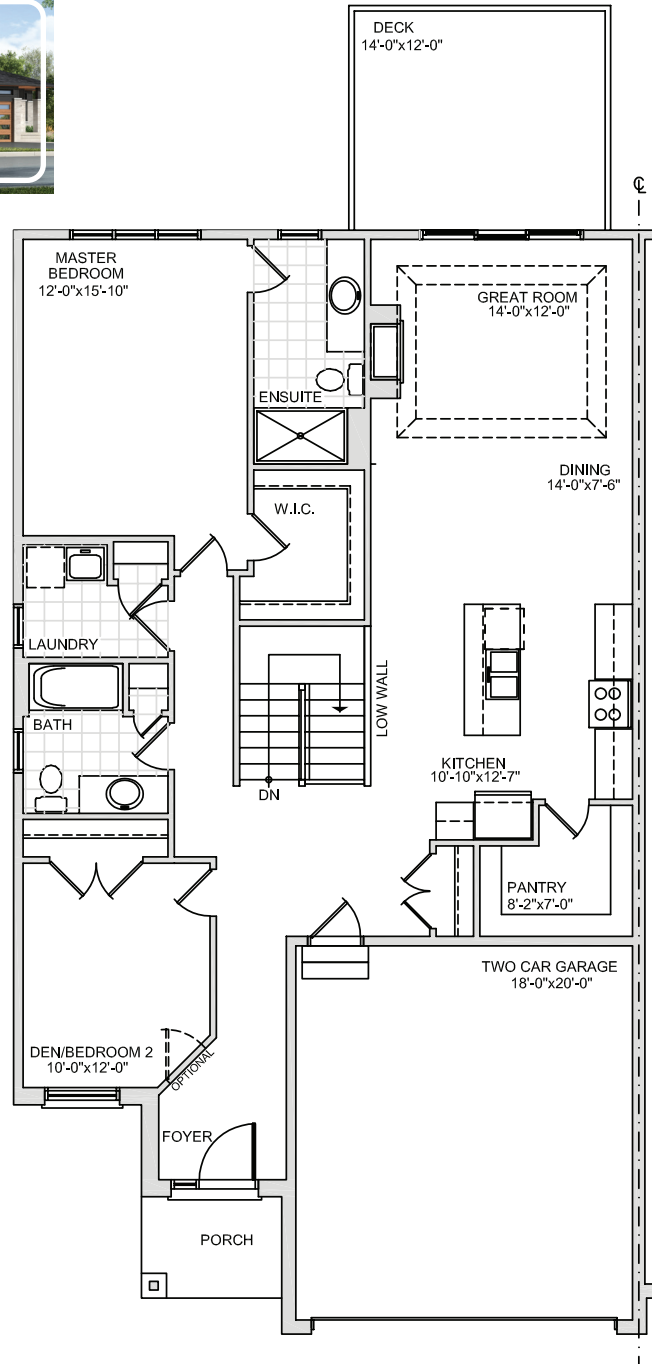 DECK
14'-0"x12'-0"
℄
MASTER
BEDROOM
12'-0"x15'-10"
GREAT ROOM
14'-0"x12'-0"
ENSUITE
DINING
14'-0"x7'-6"
W.I.C.
LAUNDRY
LOW WALL
BATH
KITCHEN
10'-10"x12'-7"
DN
PANTRY
8'-2"x7'-0"
TWO CAR GARAGE
18'-0"x20'-0"
DEN/BEDROOM 2
10'-0"x12'-0"
OPTIONAL
FOYER
PORCH